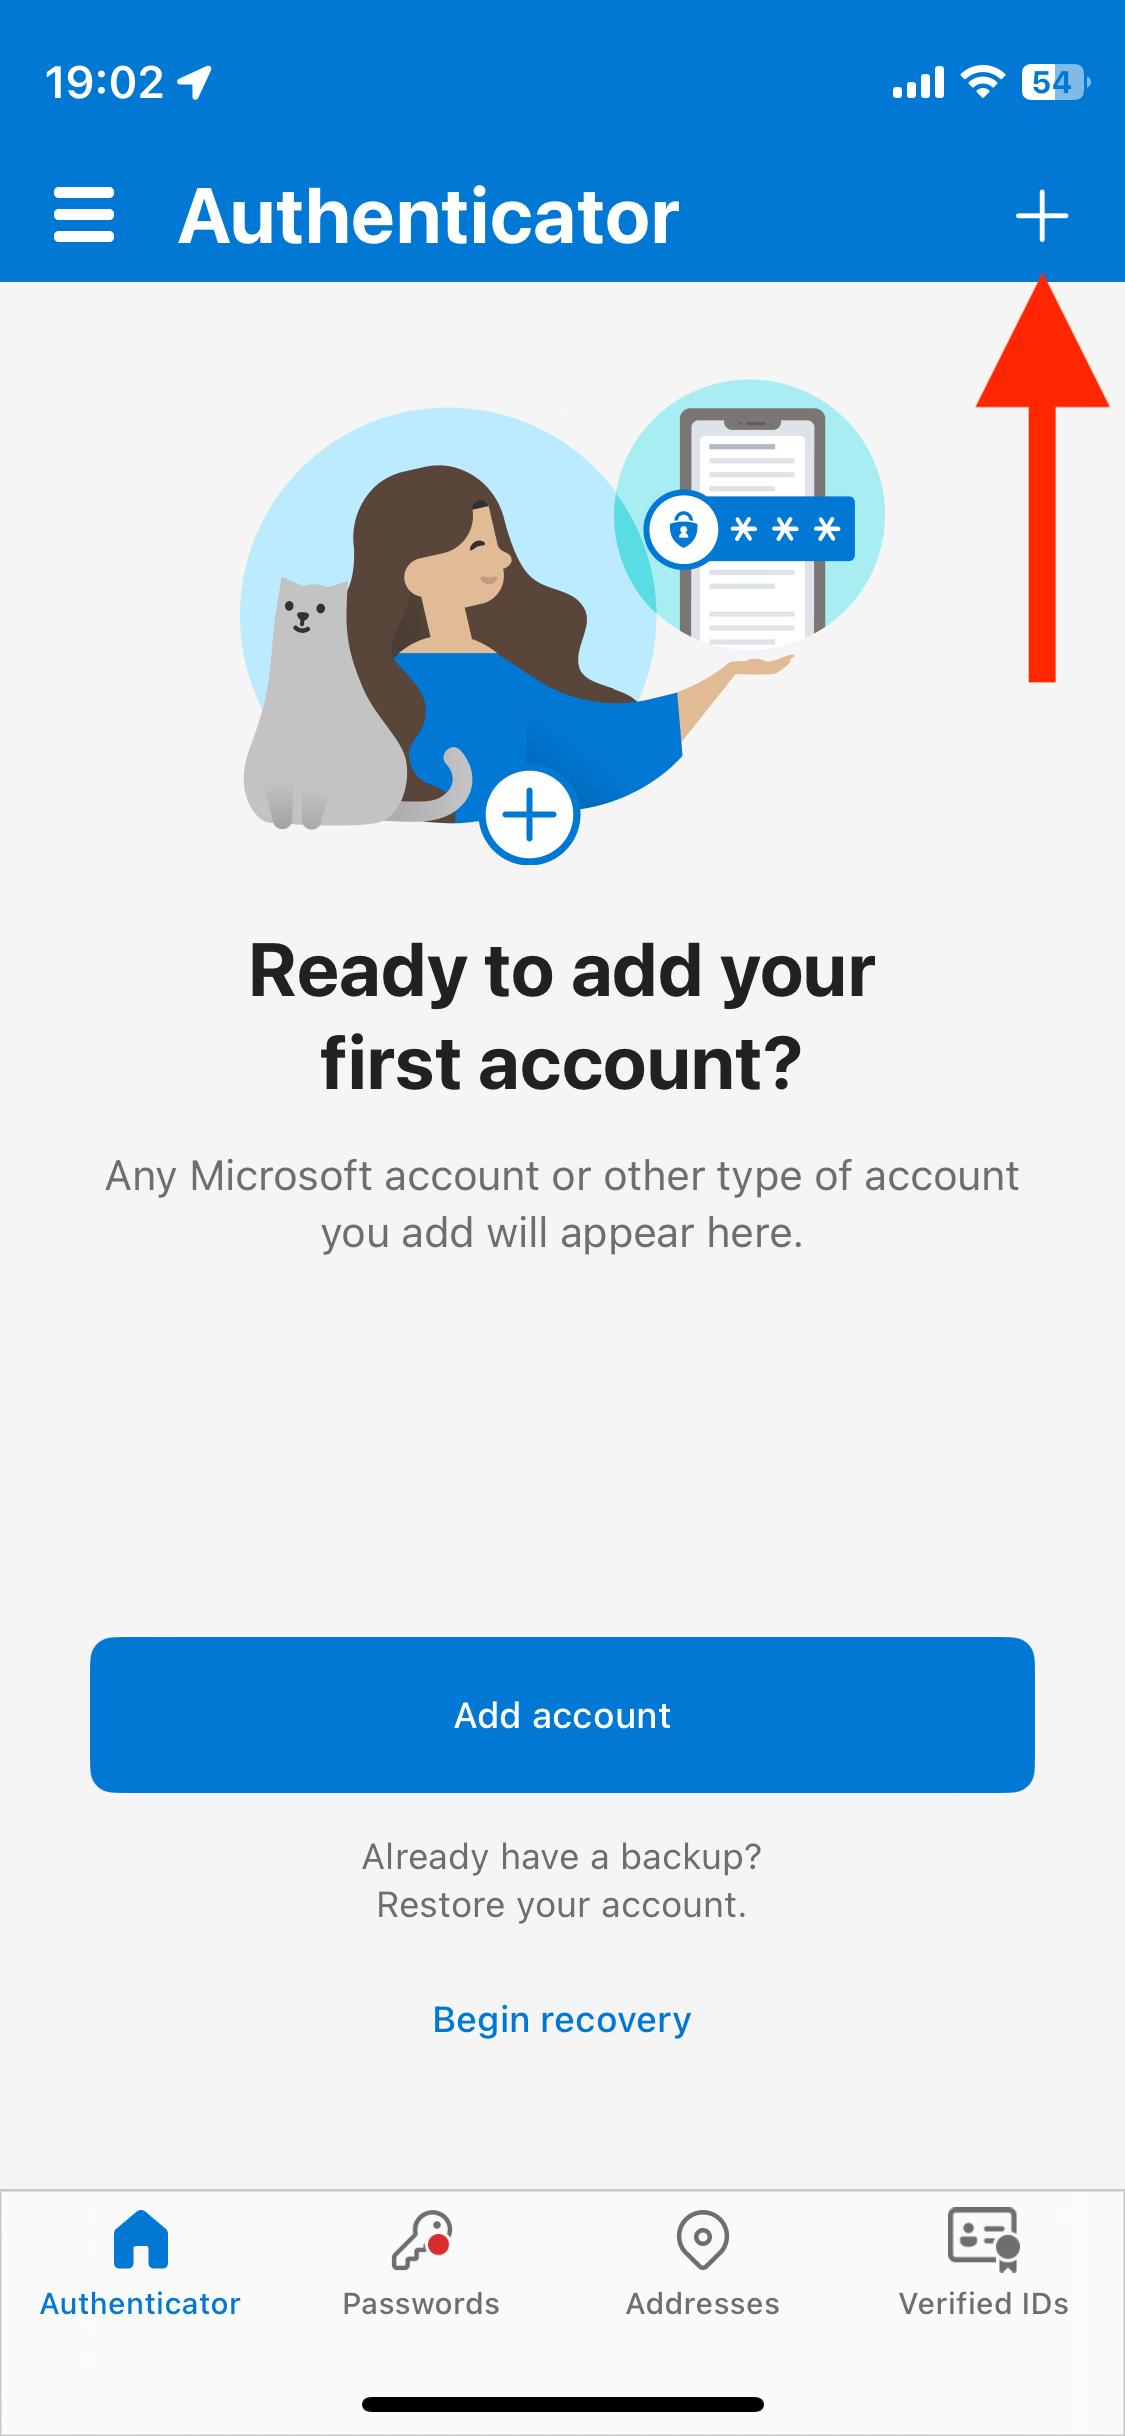 19:02
54
Authenticator
* * *
Ready to add your
first account?
Any Microsoft account or other type of account
you add will appear here.
Add account
Already have a backup?
Restore your account.
Begin recovery
Authenticator
Passwords
Addresses
Verified IDs